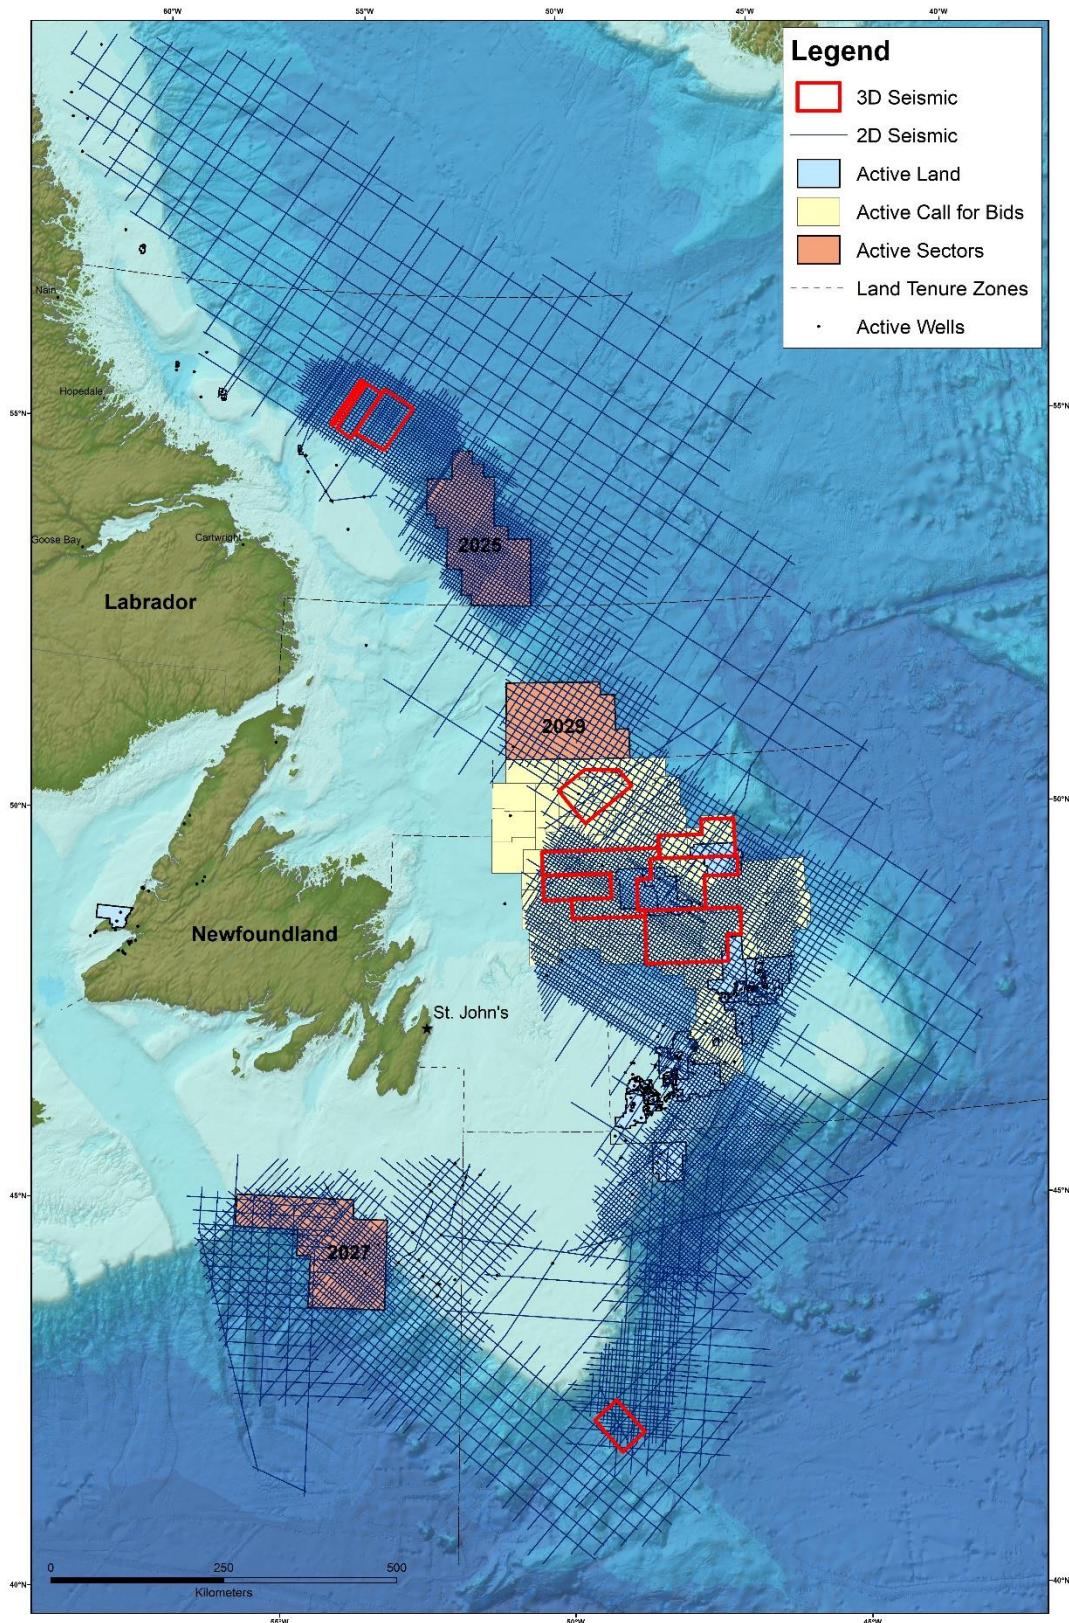 60°W 55°W 50°W 45°W 40°W
Legend
3D Seismic
2D Seismic
Active Land
Active Call for Bids
Active Sectors
Land Tenure Zones
Active Wells
Nain
Hopedale
55°N 55°N
Goose Bay
Cartwright
2025
Labrador
2029
50°N 50°N
Newfoundland
St. John's
45°N 45°N
2027
0 250 500
Kilometers
40°N 40°N
55°W 50°W 45°W